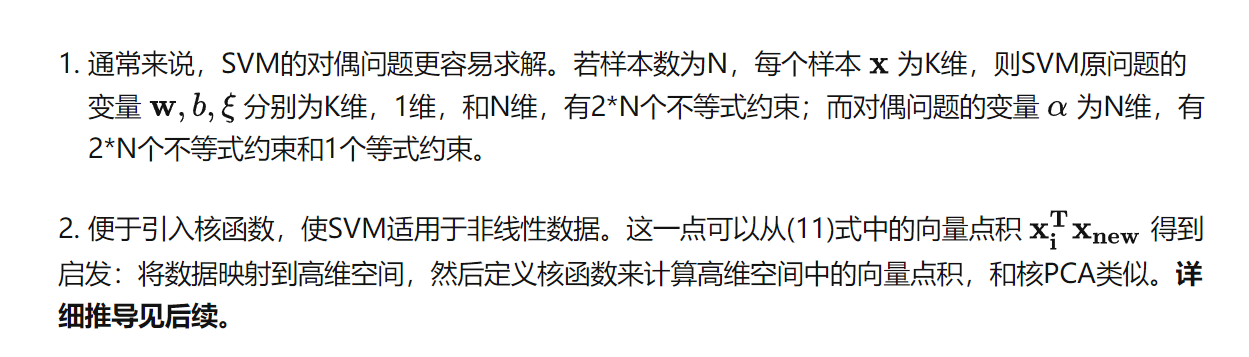 1. 通常来说，SVM的对偶问题更容易求解。若样本数为N，每个样本 x 为K维，则SVM原问题的
变量 w, b, ξ 分别为K维，1维，和N维，有2*N个不等式约束；而对偶问题的变量 α 为N维，有
2*N个不等式约束和1个等式约束。
2. 便于引入核函数，使SVM适用于非线性数据。这一点可以从(11)式中的向量点积 x_i^T x_new 得到
启发：将数据映射到高维空间，然后定义核函数来计算高维空间中的向量点积，和核PCA类似。详
细推导见后续。